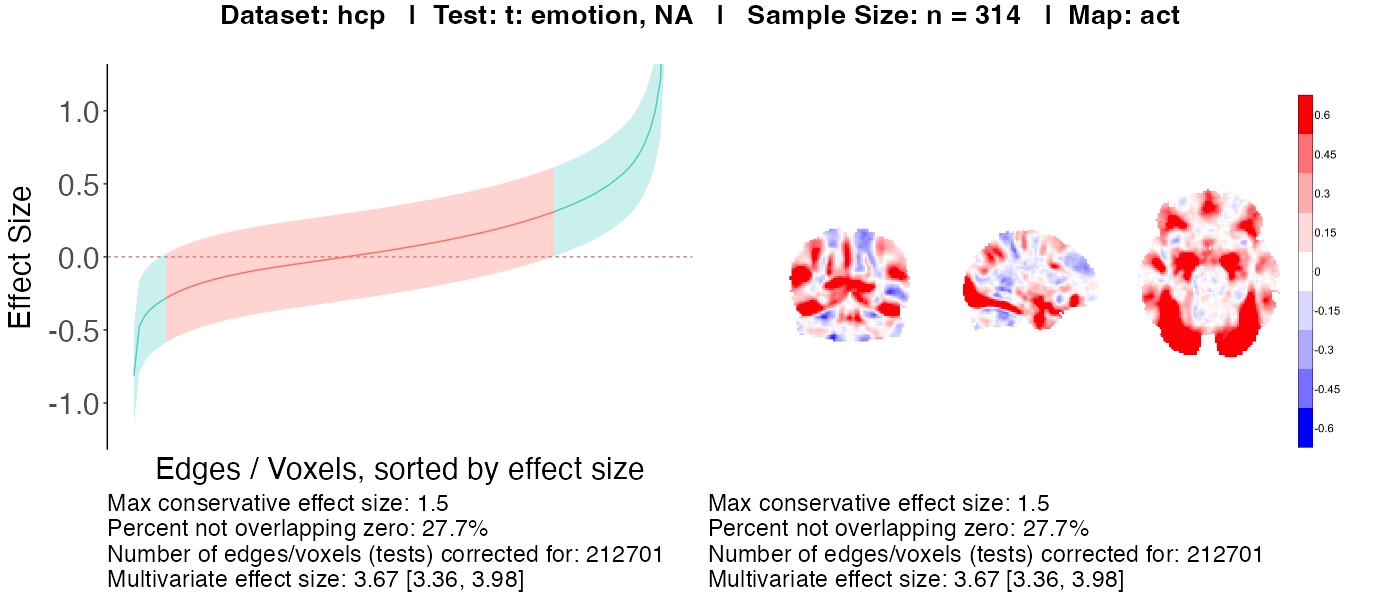 Dataset: hcp | Test: t: emotion, NA | Sample Size: n = 314 | Map: act
Effect Size
1.0
0.5
0.0
-0.5
-1.0
Edges / Voxels, sorted by effect size
0.6
0.45
0.3
0.15
0
-0.15
-0.3
-0.45
-0.6
Max conservative effect size: 1.5
Percent not overlapping zero: 27.7%
Number of edges/voxels (tests) corrected for: 212701
Multivariate effect size: 3.67 [3.36, 3.98]
Max conservative effect size: 1.5
Percent not overlapping zero: 27.7%
Number of edges/voxels (tests) corrected for: 212701
Multivariate effect size: 3.67 [3.36, 3.98]